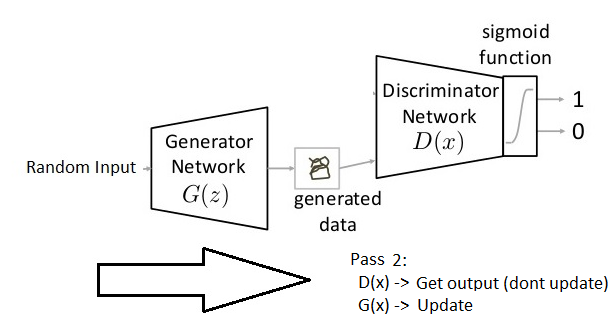 sigmoid
function
1
0
Discriminator
Network
D(x)
Generator
Network
G(z)
Random Input
generated
data
Pass 2:
D(x) -> Get output (dont update)
G(x) -> Update